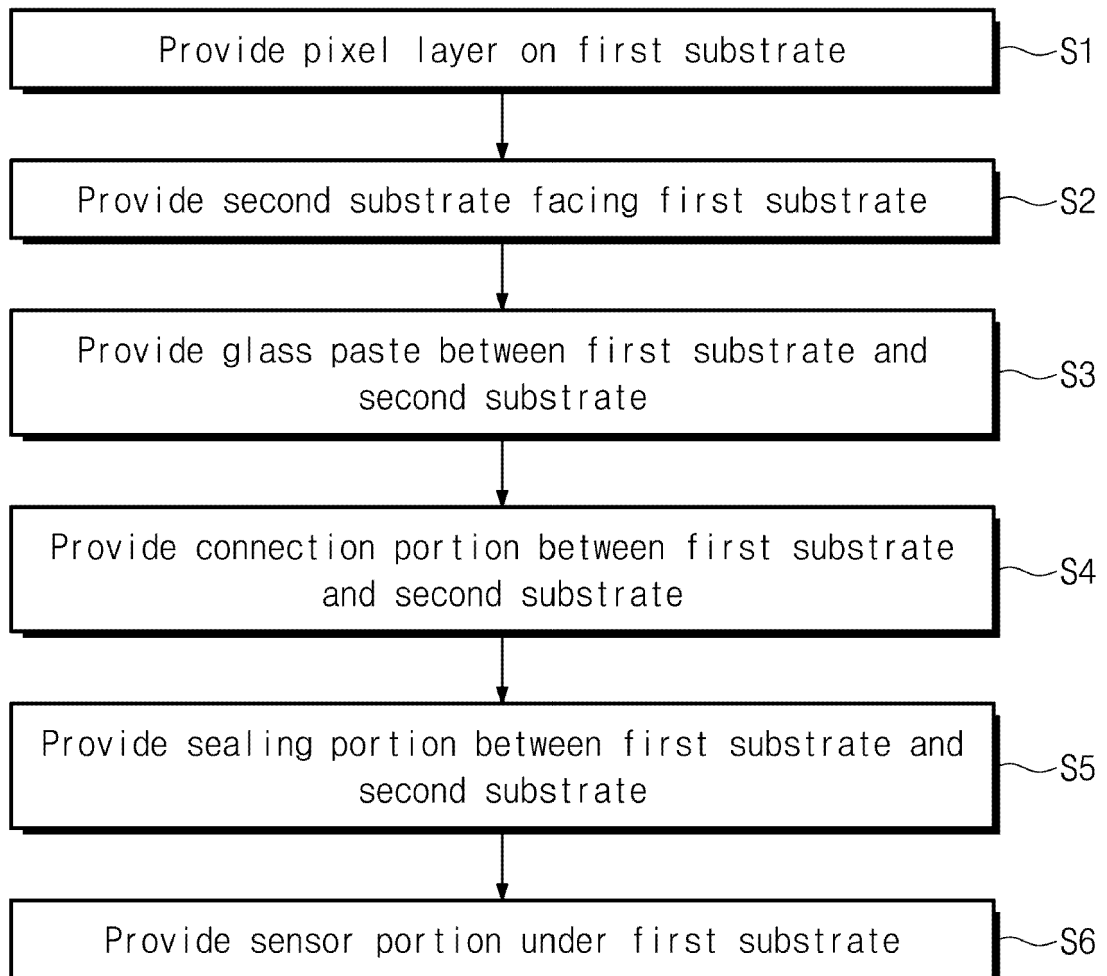 Provide pixel layer on first substrate
S1
Provide second substrate facing first substrate
S2
Provide glass paste between first substrate and
second substrate
S3
Provide connection portion between first substrate
and second substrate
S4
Provide sealing portion between first substrate and
second substrate
S5
Provide sensor portion under first substrate
S6